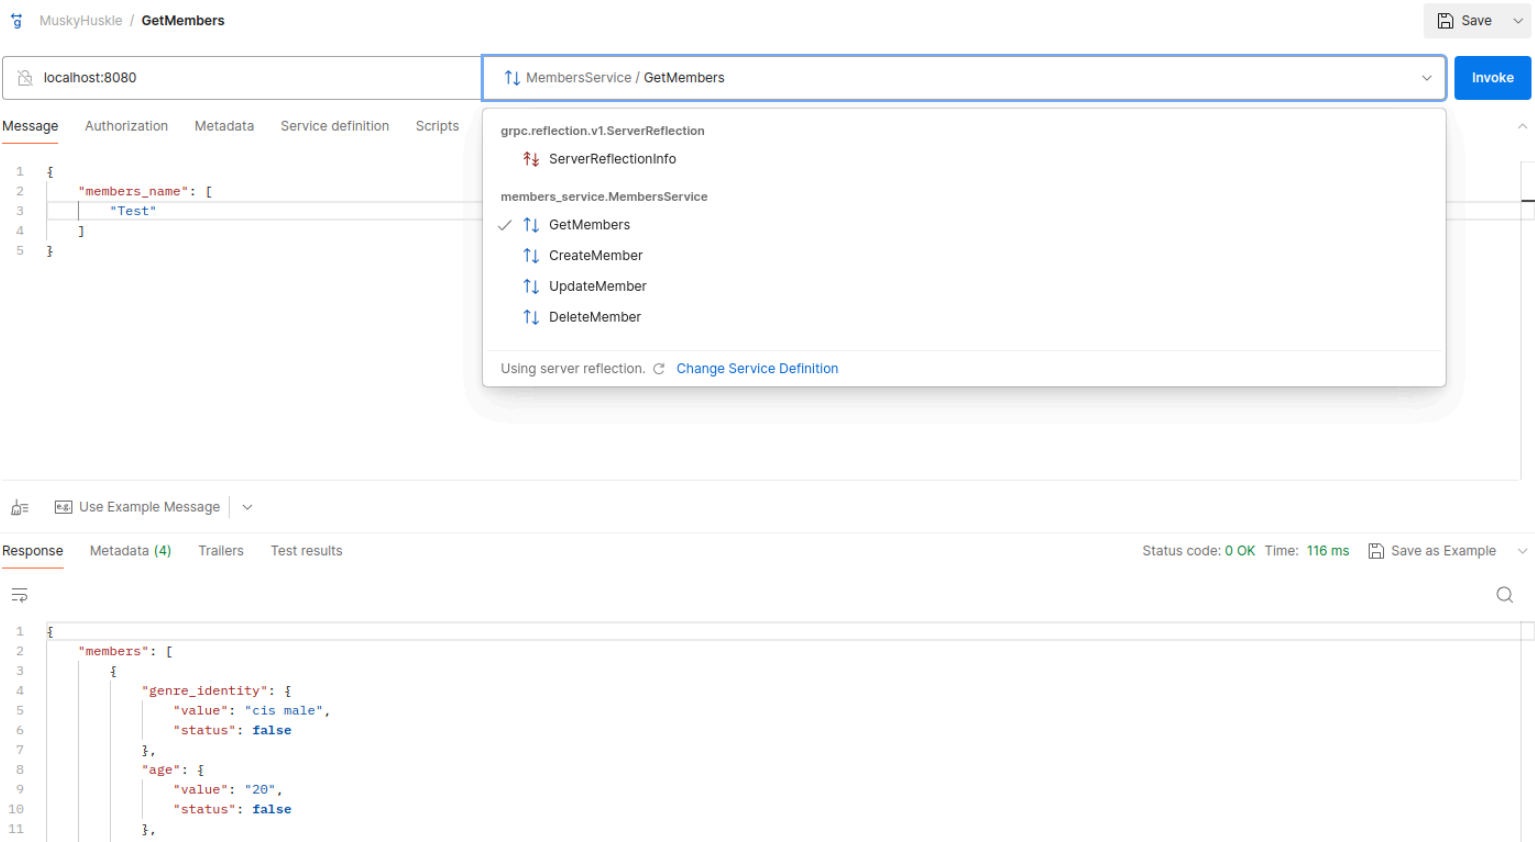 MuskyHuskle / GetMembers
Save
localhost:8080
MembersService / GetMembers
Invoke
Message Authorization Metadata Service definition Scripts
grpc.reflection.v1.ServerReflection
ServerReflectionInfo
members_service.MembersService
GetMembers
CreateMember
UpdateMember
DeleteMember
Using server reflection. Change Service Definition
1 {
2 "members_name": [
3 "Test"
4 ]
5 }
e.g. Use Example Message
Response Metadata (4) Trailers Test results
Status code: 0 OK Time: 116 ms Save as Example
1 {
2 "members": [
3 {
4 "genre_identity": {
5 "value": "cis male",
6 "status": false
7 },
8 "age": {
9 "value": "20",
10 "status": false
11 },